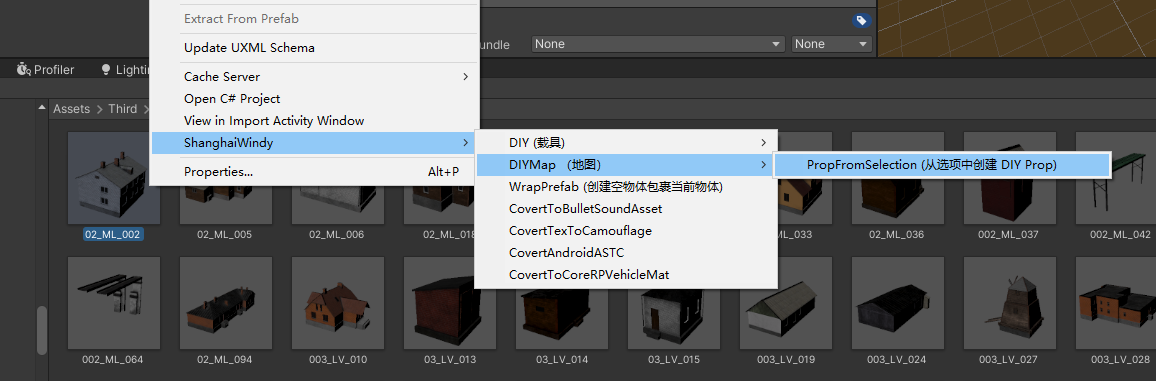 Extract From Prefab
Update UXML Schema
undle
None
None
Profiler
Lightin
Cache Server
Open C# Project
View in Import Activity Window
ShanghaiWindy
Properties...
Alt+P
Assets > Third >
DIY (载具)
DIYMap （地图）
WrapPrefab (创建空物体包裹当前物体)
CovertToBulletSoundAsset
CovertTexToCamouflage
CovertAndroidASTC
CovertToCoreRPVehicleMat
PropFromSelection (从选项中创建 DIY Prop)
02_ML_002
02_ML_005
02_ML_006
02_ML_018
_ML_033
02_ML_036
002_ML_037
002_ML_042
002_ML_064
02_ML_094
003_LV_010
03_LV_013
03_LV_014
03_LV_015
003_LV_019
003_LV_024
003_LV_027
003_LV_028